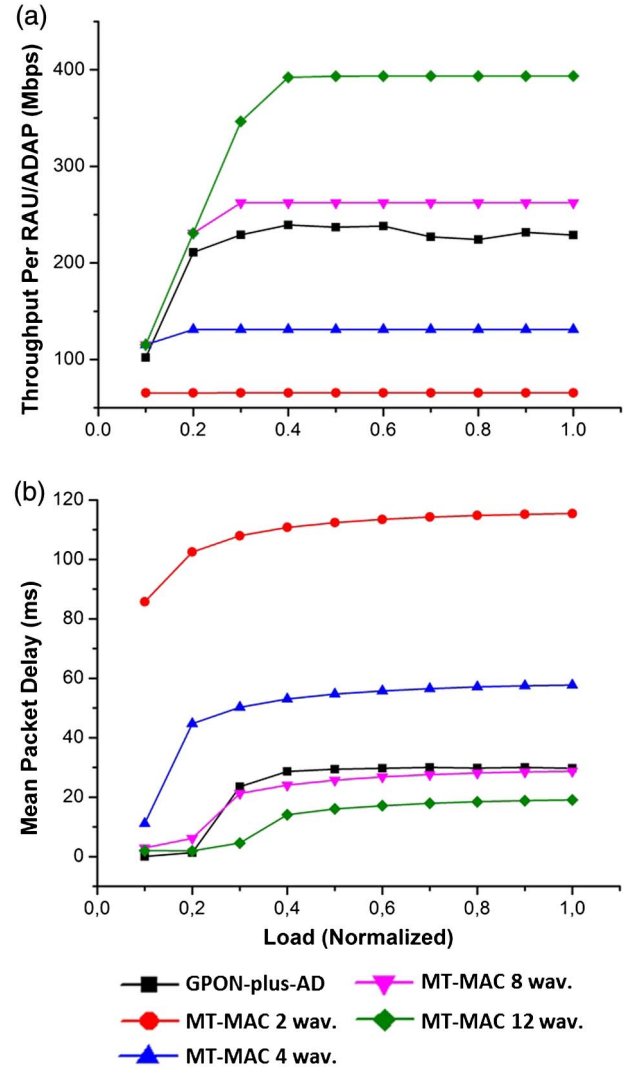 (a)
Throughput Per RAU/ADAP (Mbps)
400
300
200
100
0.0 0.2 0.4 0.6 0.8 1.0
(b)
Mean Packet Delay (ms)
120
100
80
60
40
20
0
0,0 0,2 0,4 0,6 0,8 1,0
Load (Normalized)
GPON-plus-AD
MT-MAC 8 wav.
MT-MAC 2 wav.
MT-MAC 12 wav.
MT-MAC 4 wav.